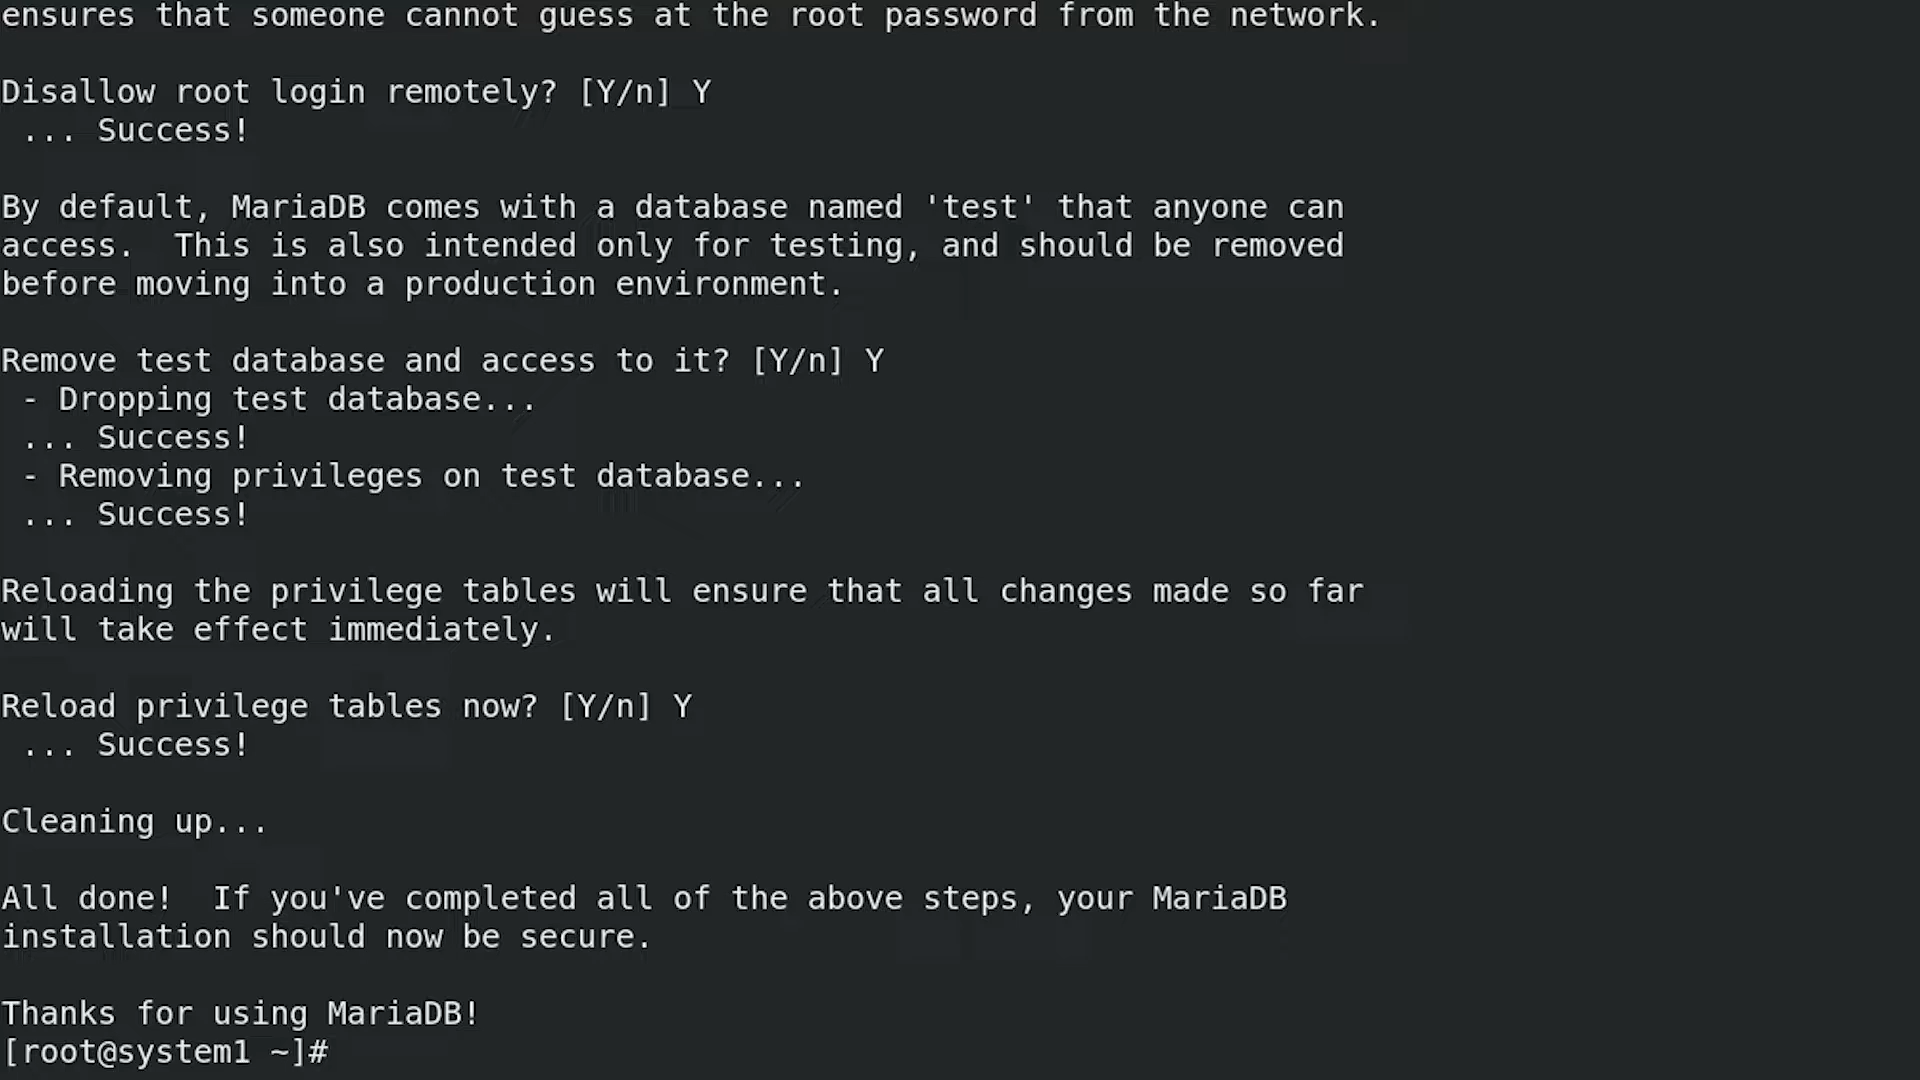 ensures that someone cannot guess at the root password from the network.
Disallow root login remotely? [Y/n] Y
 ... Success!
By default, MariaDB comes with a database named 'test' that anyone can
access.  This is also intended only for testing, and should be removed
before moving into a production environment.
Remove test database and access to it? [Y/n] Y
 - Dropping test database...
 ... Success!
 - Removing privileges on test database...
 ... Success!
Reloading the privilege tables will ensure that all changes made so far
will take effect immediately.
Reload privilege tables now? [Y/n] Y
 ... Success!
Cleaning up...
All done!  If you've completed all of the above steps, your MariaDB
installation should now be secure.
Thanks for using MariaDB!
[root@system1 ~]#